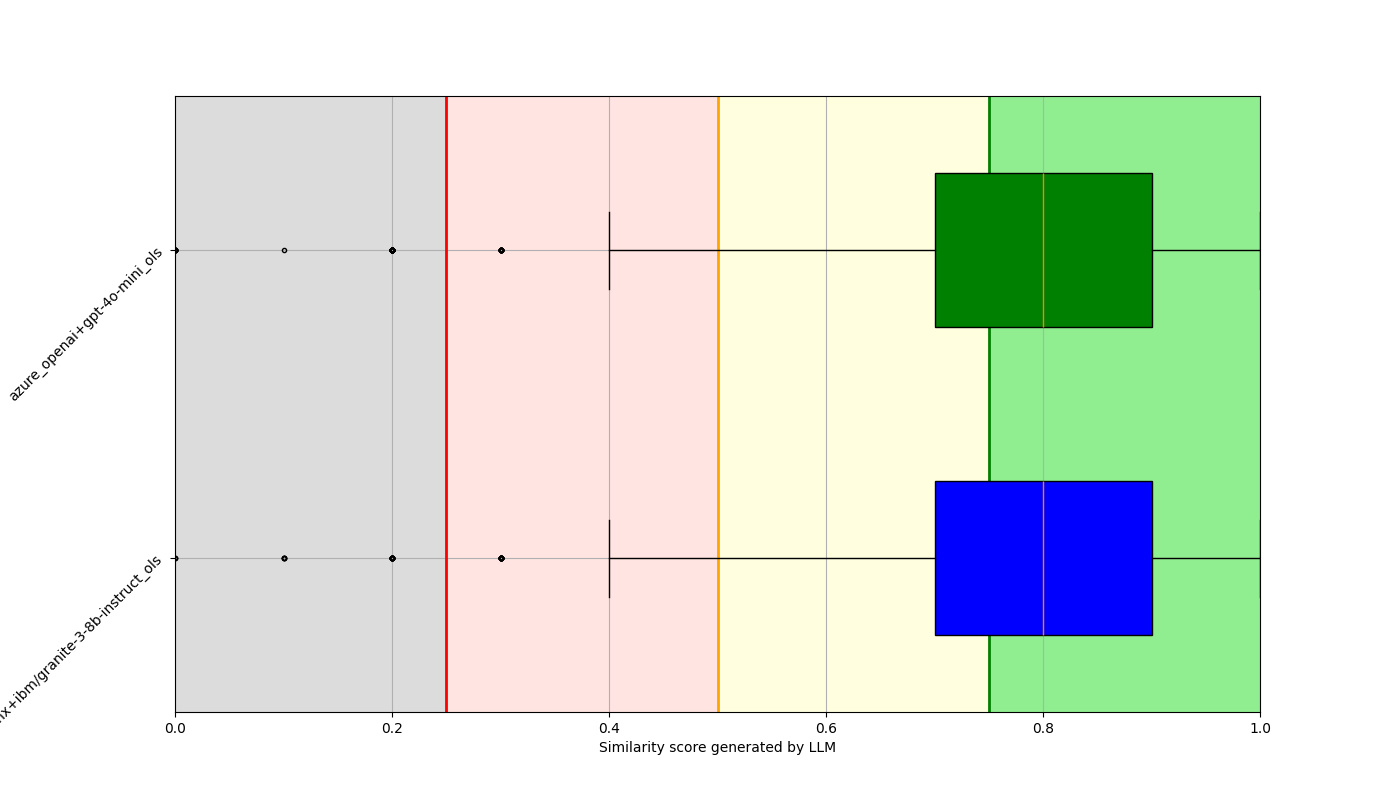 azure_openai+gpt-4o-mini_ols
x+ibm/granite-3-8b-instruct_ols
0.0
0.2
0.4
0.6
0.8
1.0
Similarity score generated by LLM